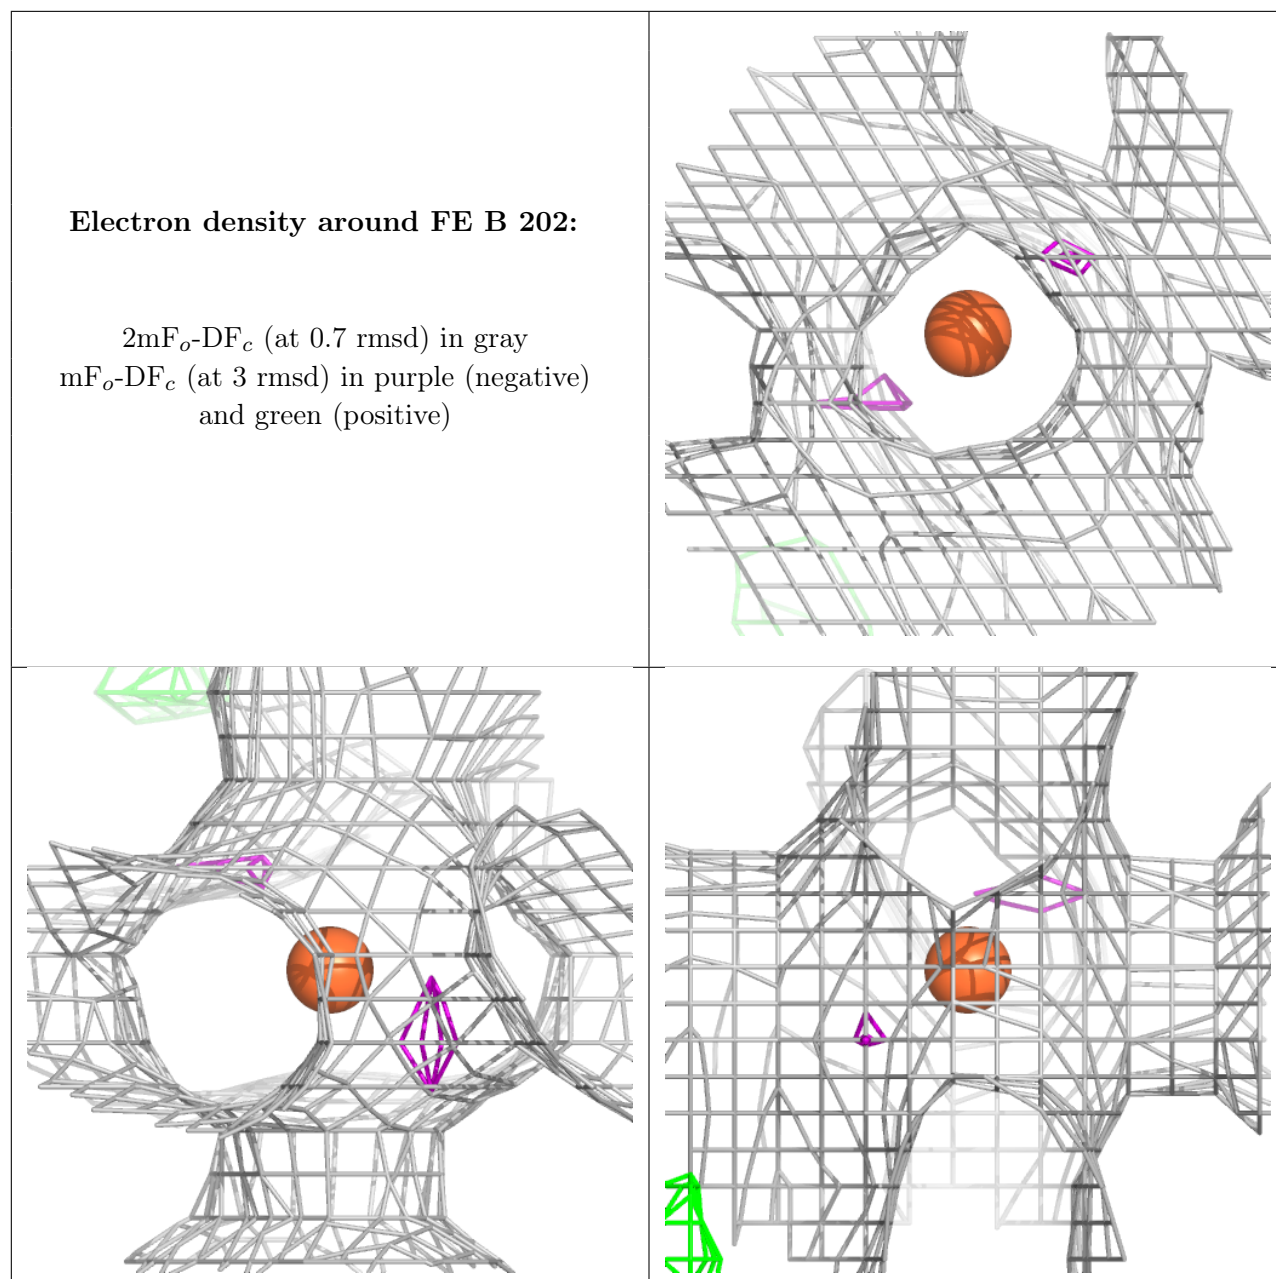 Electron density around FE B 202:
2mFo-DFc (at 0.7 rmsd) in gray
mFo-DFc (at 3 rmsd) in purple (negative)
and green (positive)